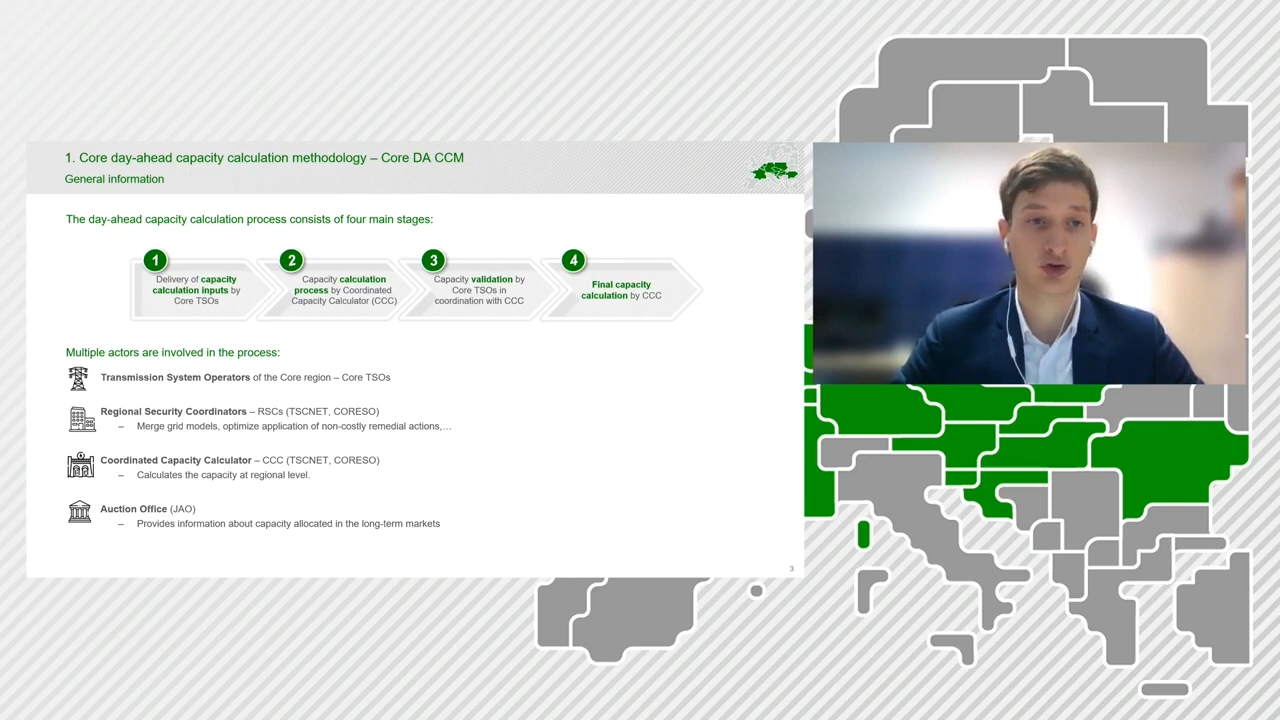 1. Core day-ahead capacity calculation methodology – Core DA CCM
General information
The day-ahead capacity calculation process consists of four main stages:
1
Delivery of capacity
calculation inputs by
Core TSOs
2
Capacity calculation
process by Coordinated
Capacity Calculator (CCC)
3
Capacity validation by
Core TSOs in
coordination with CCC
4
Final capacity
calculation by CCC
Multiple actors are involved in the process:
Transmission System Operators of the Core region – Core TSOs
Regional Security Coordinators – RSCs (TSCNET, CORESO)
– Merge grid models, optimize application of non-costly remedial actions,…
Coordinated Capacity Calculator – CCC (TSCNET, CORESO)
– Calculates the capacity at regional level.
Auction Office (JAO)
– Provides information about capacity allocated in the long-term markets
3